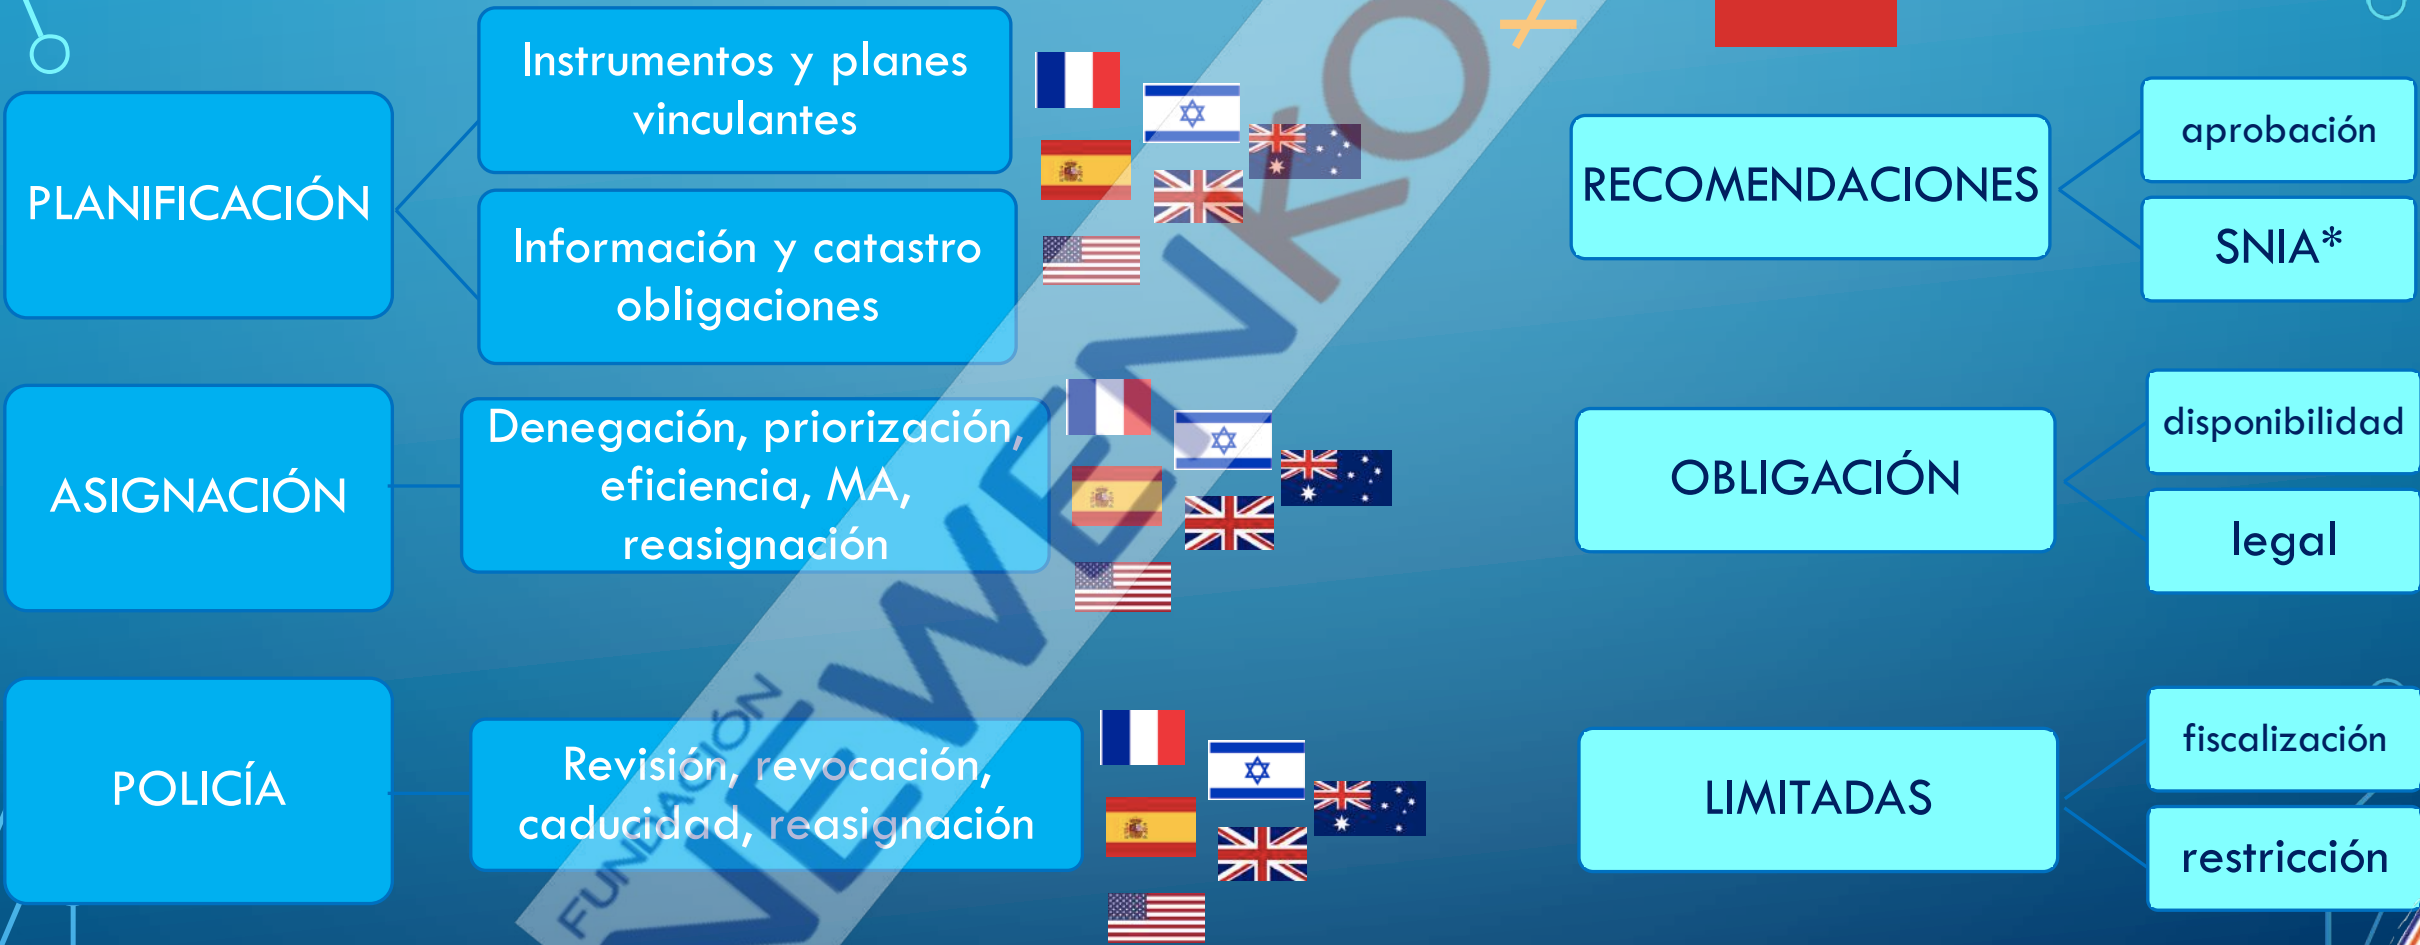 PLANIFICACIÓN
Instrumentos y planes
vinculantes
Información y catastro
obligaciones
RECOMENDACIONES
aprobación
SNIA*
ASIGNACIÓN
Denegación, priorización,
eficiencia, MA,
reasignación
OBLIGACIÓN
disponibilidad
legal
POLICÍA
Revisión, revocación,
caducidad, reasignación
LIMITADAS
fiscalización
restricción
FUNDACIÓN
NEWENKO